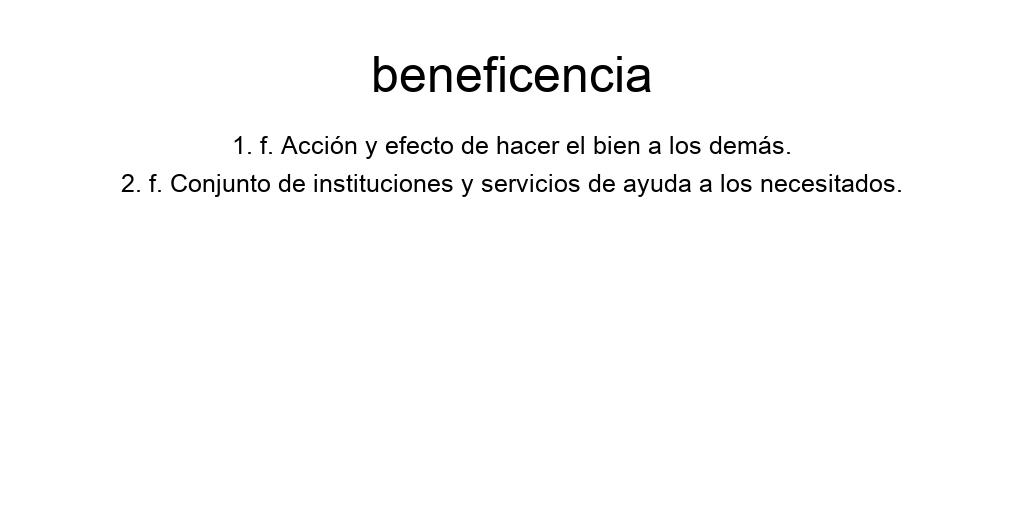 beneficencia
1. f. Acción y efecto de hacer el bien a los demás.
2. f. Conjunto de instituciones y servicios de ayuda a los necesitados.